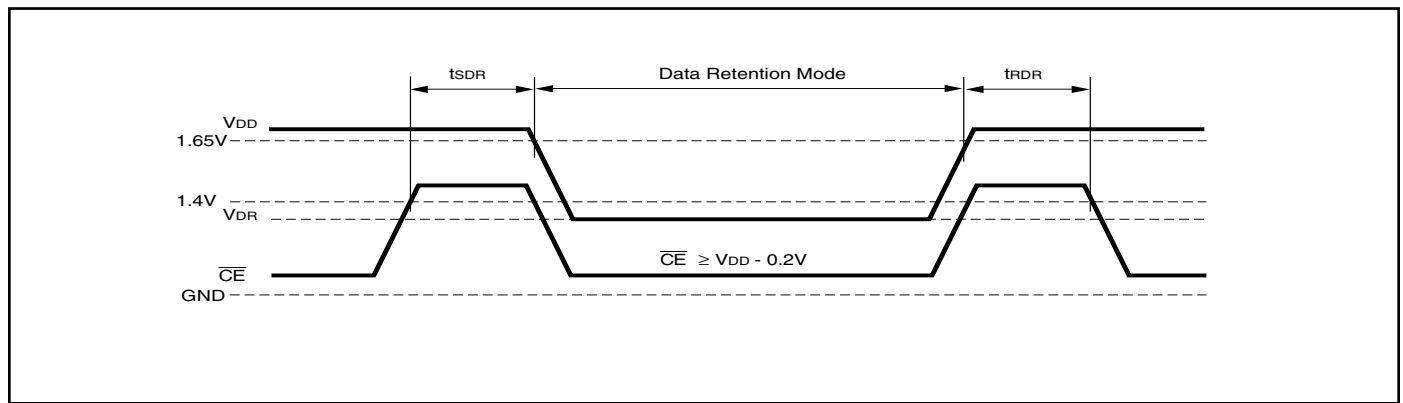 tSDR
Data Retention Mode
tRDR
VDD
1.65V
1.4V
VDR
CE ≥ VDD - 0.2V
CE
GND